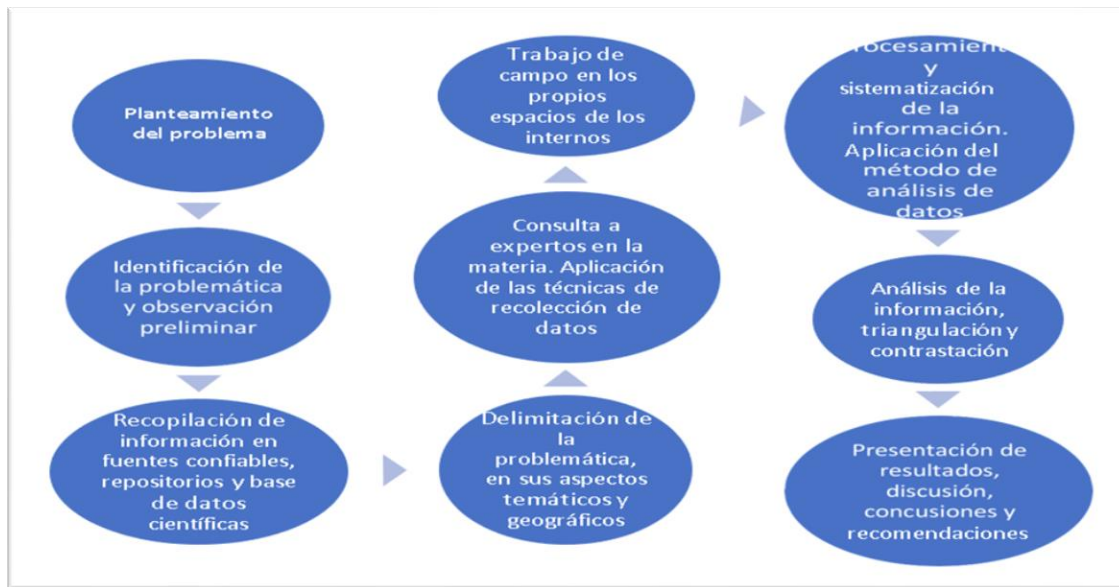 Planteamiento
del problema
Identificación de
la problemática
y observación
preliminar
Recopilación de
información en
fuentes confiables,
repositorios y base
de datos
científicas
Delimitación de
la
problemática,
en sus aspectos
temáticos y
geográficos
Consulta a
expertos en la
materia. Aplicación
de las técnicas de
recolección de
datos
Trabajo de
campo en los
propios
espacios de los
internos
rocesamient
y
sistematización
de la
información.
Aplicación del
método de
análisis de
datos
Análisis de la
información,
triangulación y
contrastación
Presentación de
resultados,
discusión,
concusiones y
recomendaciones